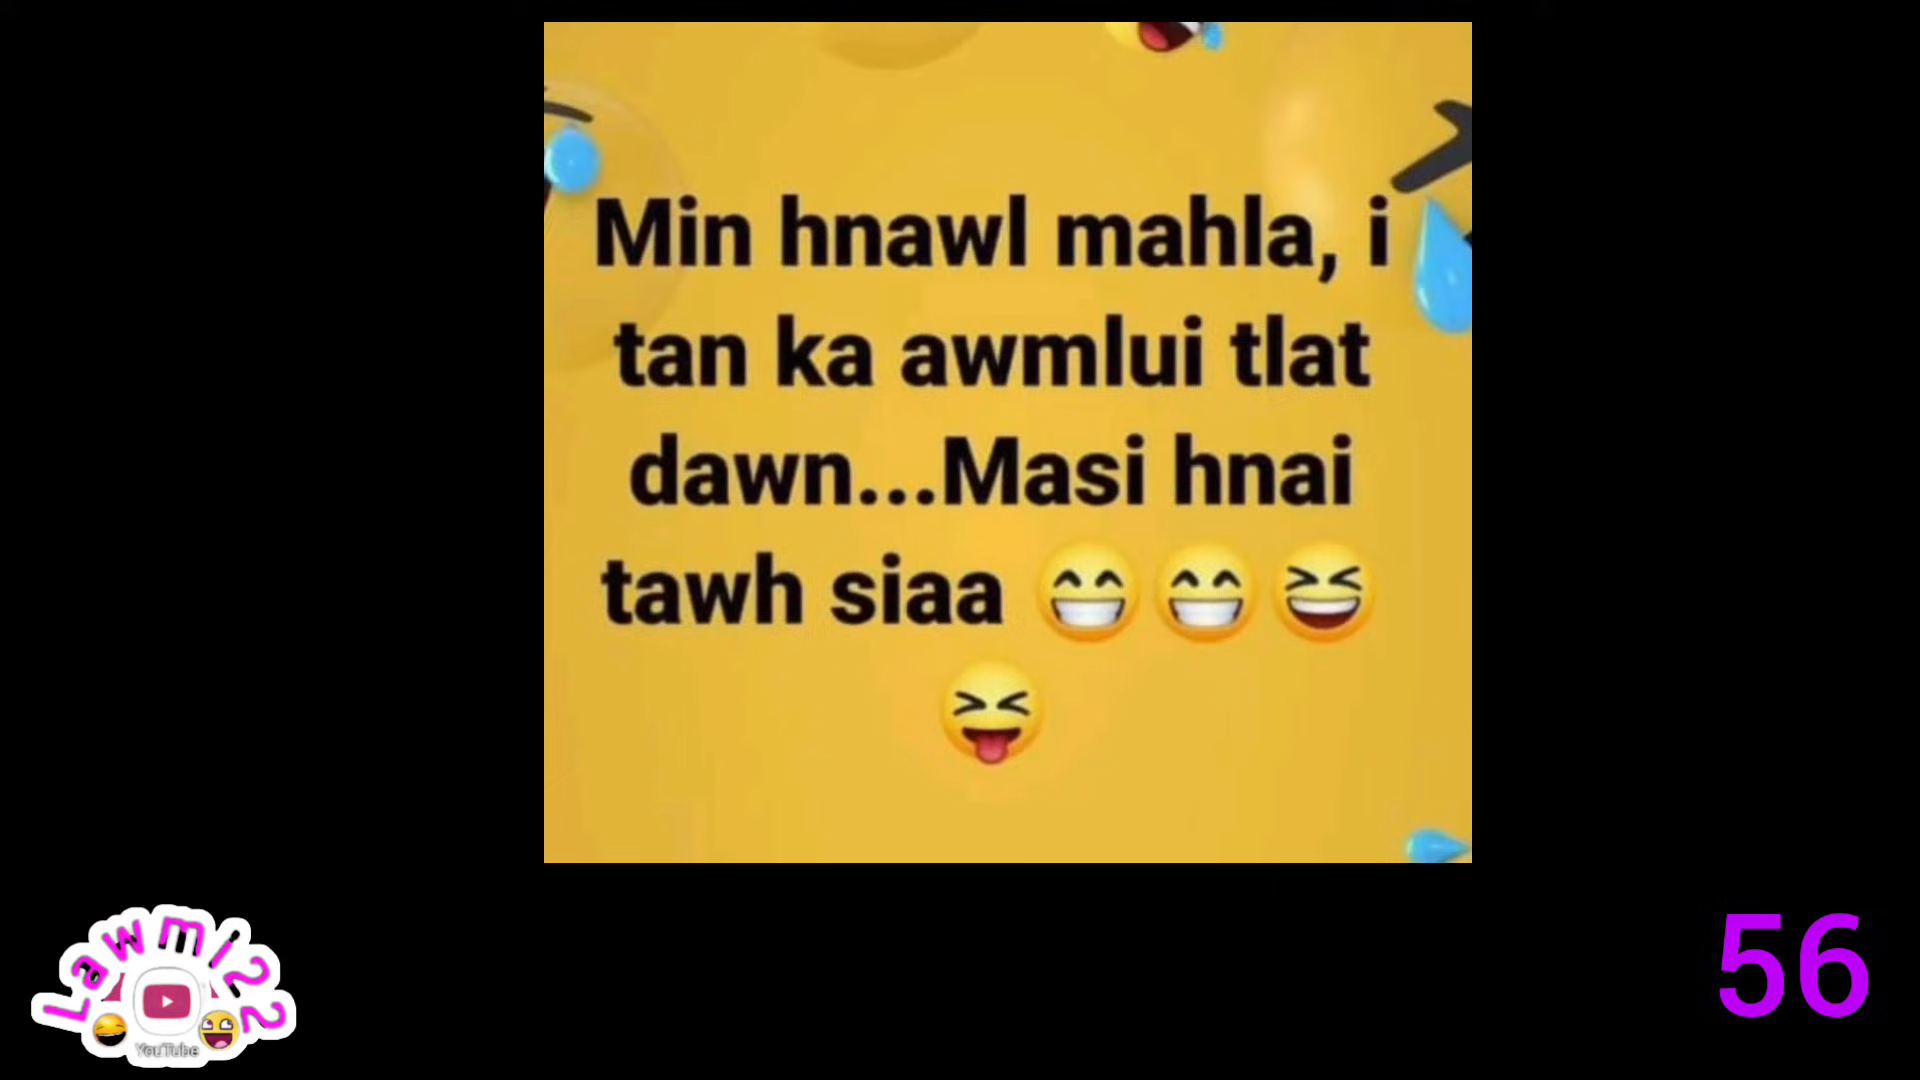 Min hnawl mahla, i
tan ka awmlui tlat
dawn...Masi hnai
tawh siaa 😁😁😆
😝
Lawmi22
YouTube
56